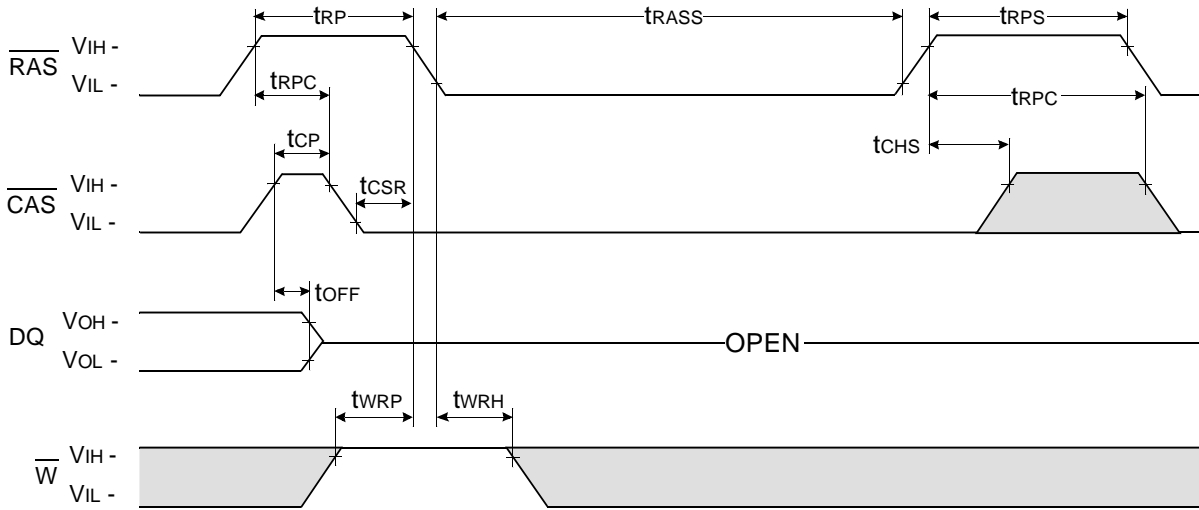 tRP
tRASS
tRPS
RAS
VIH -
VIL -
tRPC
tRPC
tCP
tCHS
CAS
VIH -
VIL -
tCSR
tOFF
DQ
VOH -
VOL -
OPEN
tWRP
tWRH
W
VIH -
VIL -